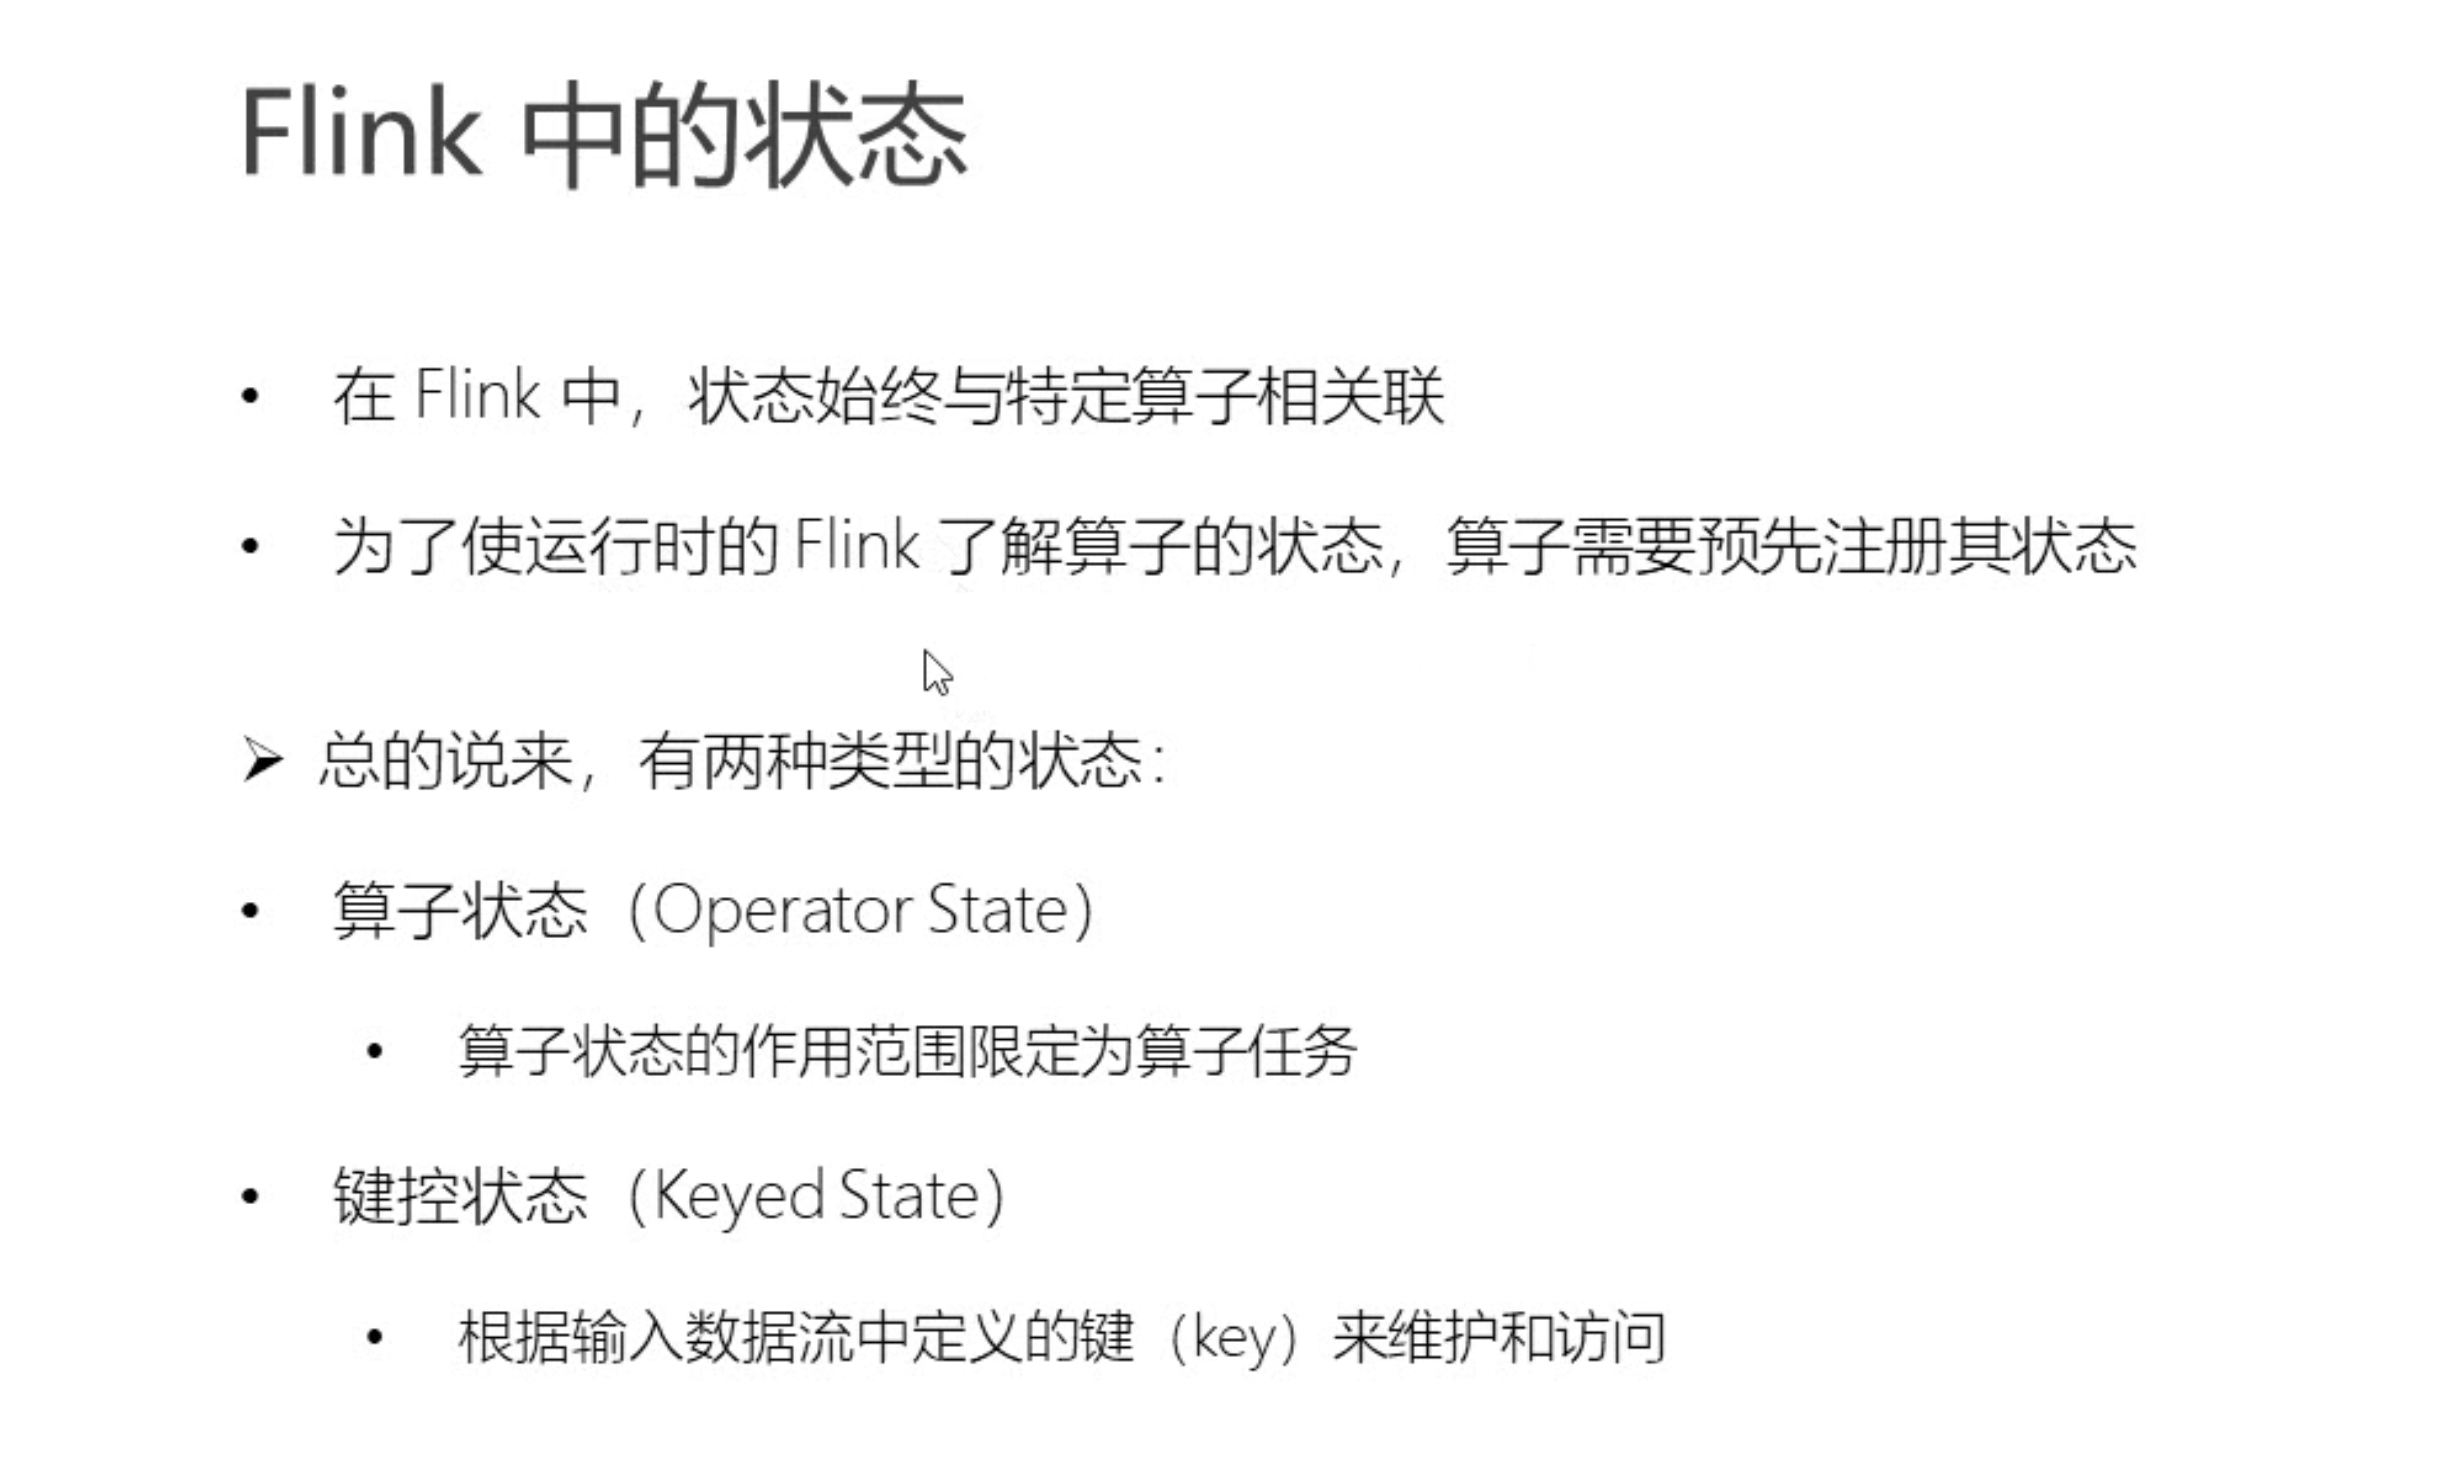 Flink 中的状态
• 在 Flink 中，状态始终与特定算子相关联
• 为了使运行时的 Flink 了解算子的状态，算子需要预先注册其状态
➢ 总的说来，有两种类型的状态：
• 算子状态（Operator State）
• 算子状态的作用范围限定为算子任务
• 键控状态（Keyed State）
• 根据输入数据流中定义的键（key）来维护和访问